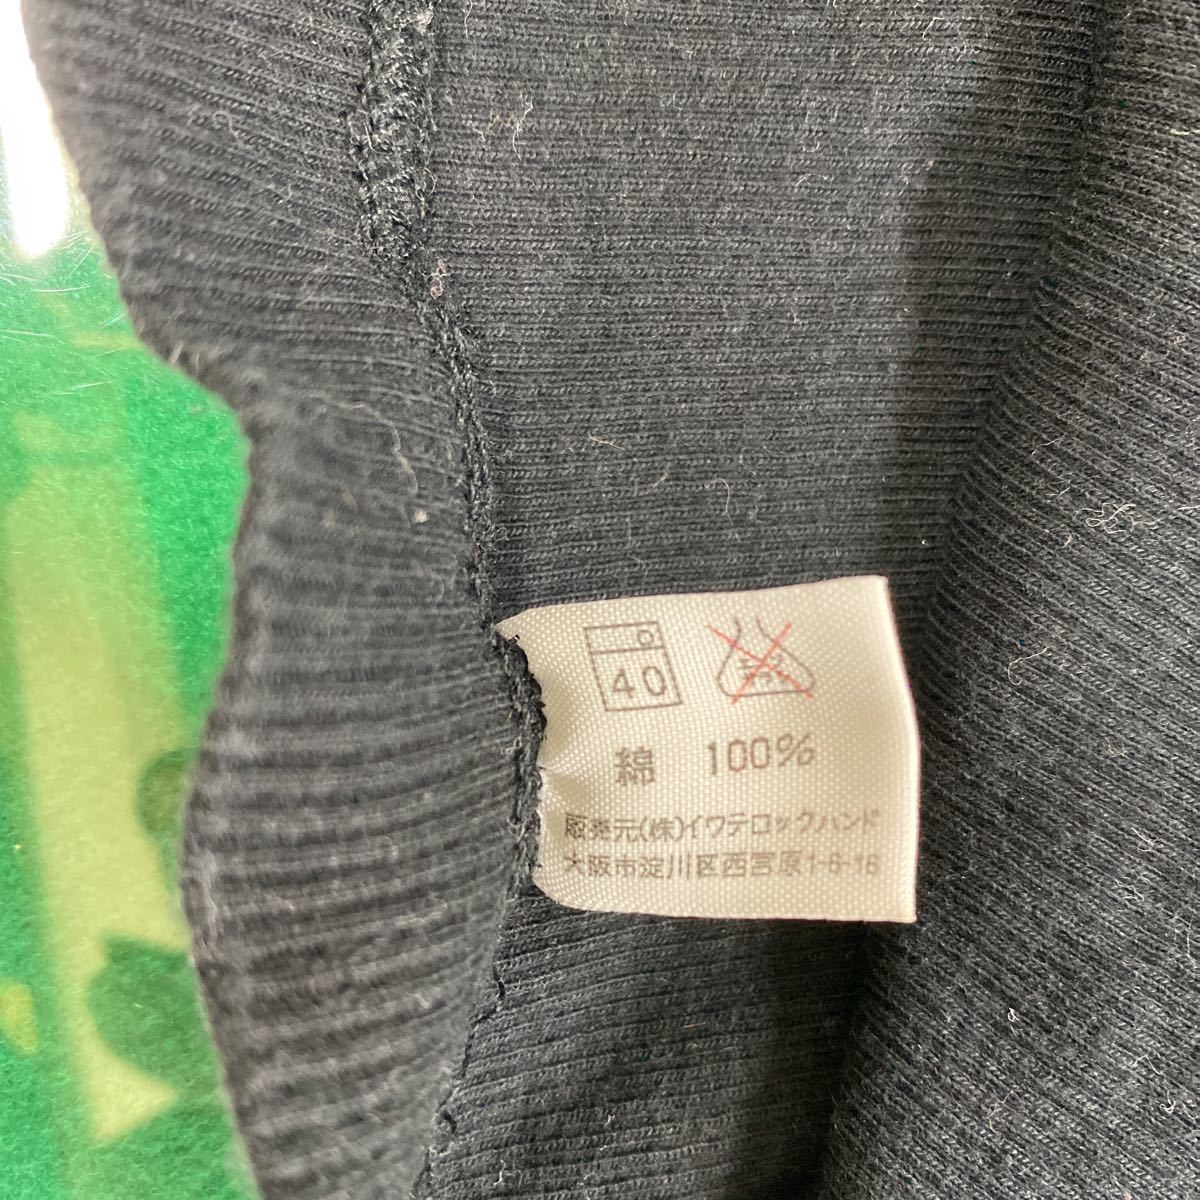 40
綿 100%
販売元(株)イワテロックハンド
大阪市淀川区西宮原1-6-16